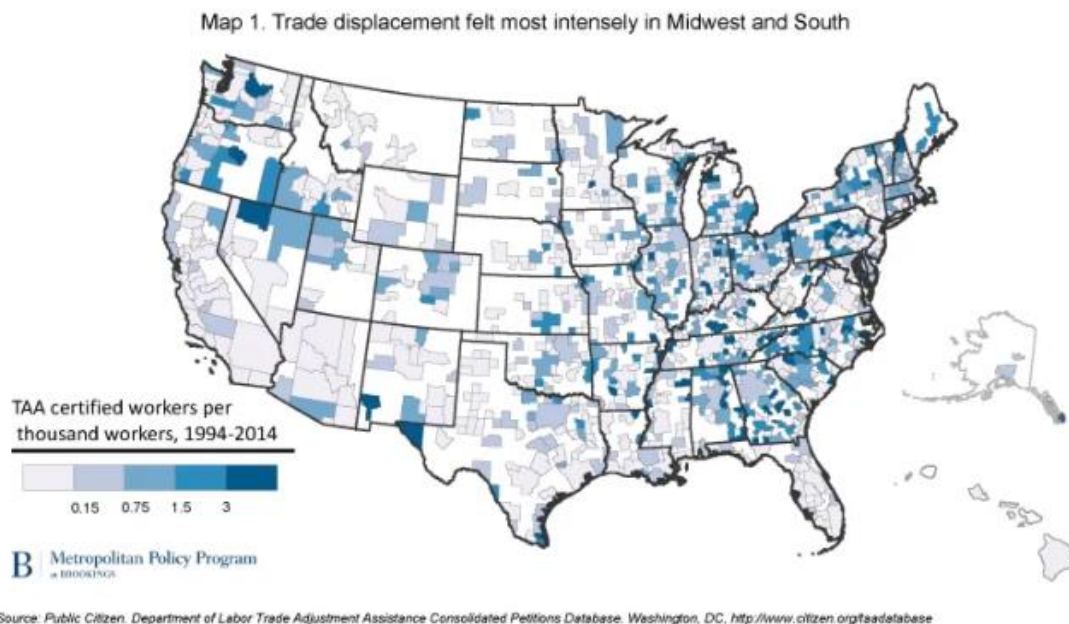 Map 1. Trade displacement felt most intensely in Midwest and South
TAA certified workers per
thousand workers, 1994-2014
0.15 0.75 1.5 3
B Metropolitan Policy Program
at BROOKINGS
Source: Public Citizen. Department of Labor Trade Adjustment Assistance Consolidated Petitions Database. Washington, DC, http://www.citizen.org/taadatabase